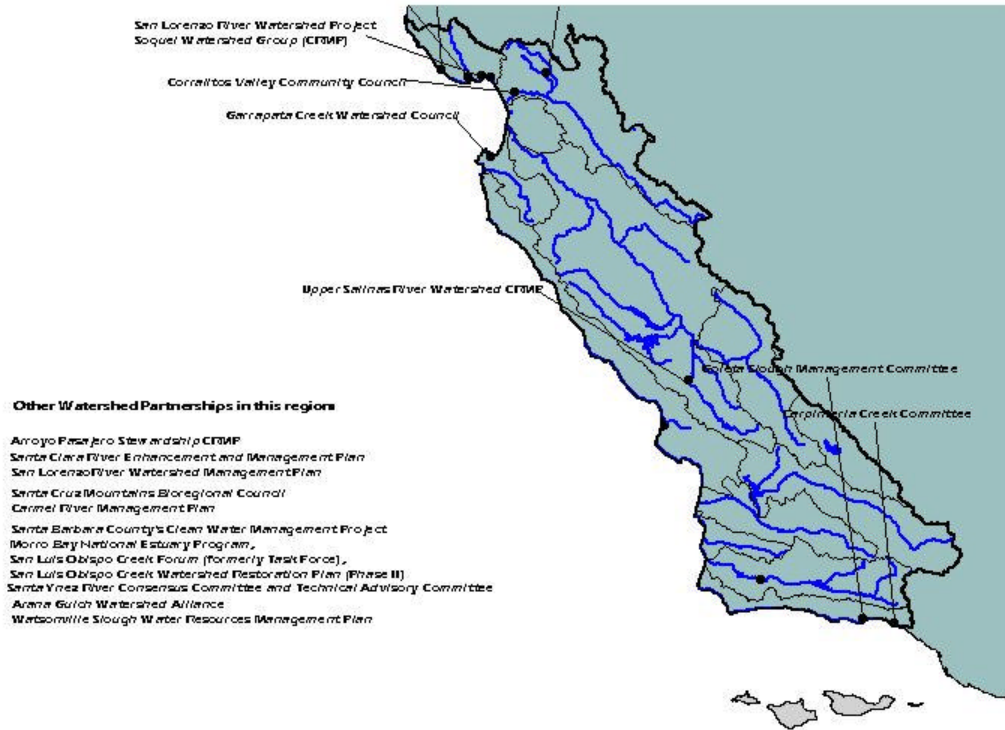 San Lorenzo River Watershed Project
Soquel Watershed Group (CRMP)
Corralitos Valley Community Council
Garrapata Creek Watershed Council
Upper Salinas River Watershed CRMP
Goleta Slough Management Committee
Carpinteria Creek Committee
Other Watershed Partnerships in this region
Arroyo Pasajero Stewardship CRMP
Santa Clara River Enhancement and Management Plan
San Lorenzo River Watershed Management Plan
Santa Cruz Mountains Bioregional Council
Carmel River Management Plan
Santa Barbara County's Clean Water Management Project
Morro Bay National Estuary Program,
San Luis Obispo Creek Forum (formerly Task Force),
San Luis Obispo Creek Watershed Restoration Plan (Phase II)
Santa Ynez River Consensus Committee and Technical Advisory Committee
Arana Gulch Watershed Alliance
Watsonville Slough Water Resources Management Plan